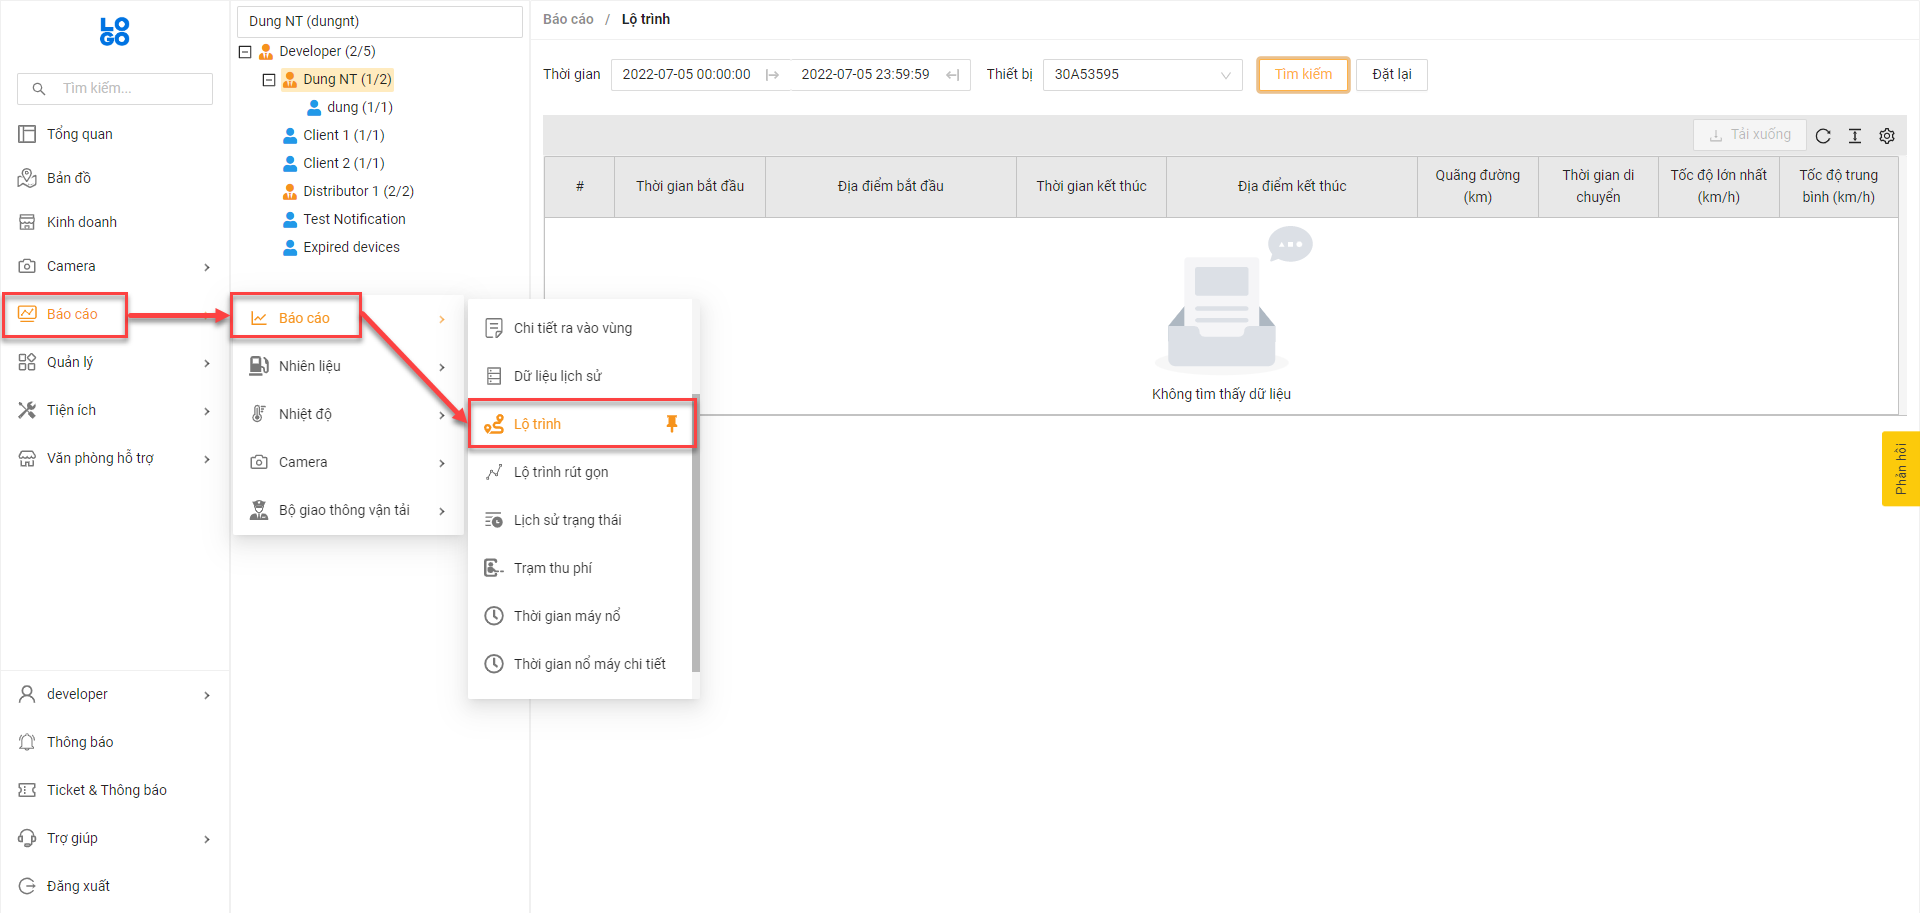 LO
GO
Tìm kiếm...
Tổng quan
Bản đồ
Kinh doanh
Camera
Báo cáo
Quản lý
Tiện ích
Văn phòng hỗ trợ
developer
Thông báo
Ticket & Thông báo
Trợ giúp
Đăng xuất
Dung NT (dungnt)
Developer (2/5)
Dung NT (1/2)
dung (1/1)
Client 1 (1/1)
Client 2 (1/1)
Distributor 1 (2/2)
Test Notification
Expired devices
Báo cáo
Nhiên liệu
Nhiệt độ
Camera
Bộ giao thông vận tải
Chi tiết ra vào vùng
Dữ liệu lịch sử
Lộ trình
Lộ trình rút gọn
Lịch sử trạng thái
Trạm thu phí
Thời gian máy nổ
Thời gian nổ máy chi tiết
Báo cáo / Lộ trình
Thời gian 2022-07-05 00:00:00 2022-07-05 23:59:59 Thiết bị 30A53595 Tìm kiếm Đặt lại
Tải xuống
# Thời gian bắt đầu Địa điểm bắt đầu Thời gian kết thúc Địa điểm kết thúc Quãng đường (km) Thời gian di chuyển Tốc độ lớn nhất (km/h) Tốc độ trung bình (km/h)
Không tìm thấy dữ liệu
Phản hồi